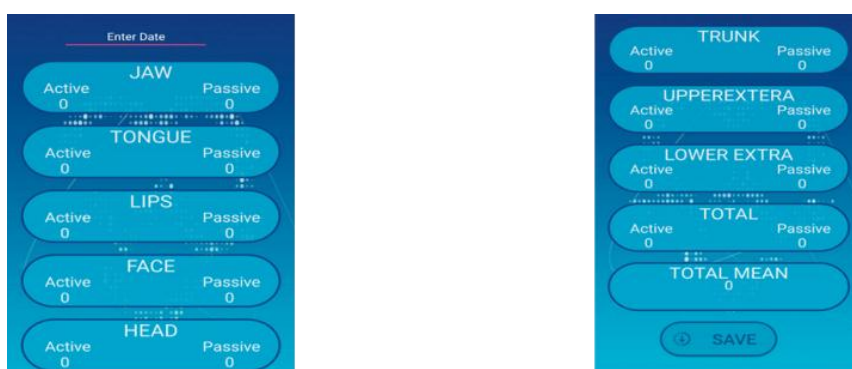 Enter Date
JAW
Active Passive
0 0
TONGUE
Active Passive
0 0
LIPS
Active Passive
0 0
FACE
Active Passive
0 0
HEAD
Active Passive
0 0
TRUNK
Active Passive
0 0
UPPEREXTERA
Active Passive
0 0
LOWER EXTRA
Active Passive
0 0
TOTAL
Active Passive
0 0
TOTAL MEAN
0
SAVE